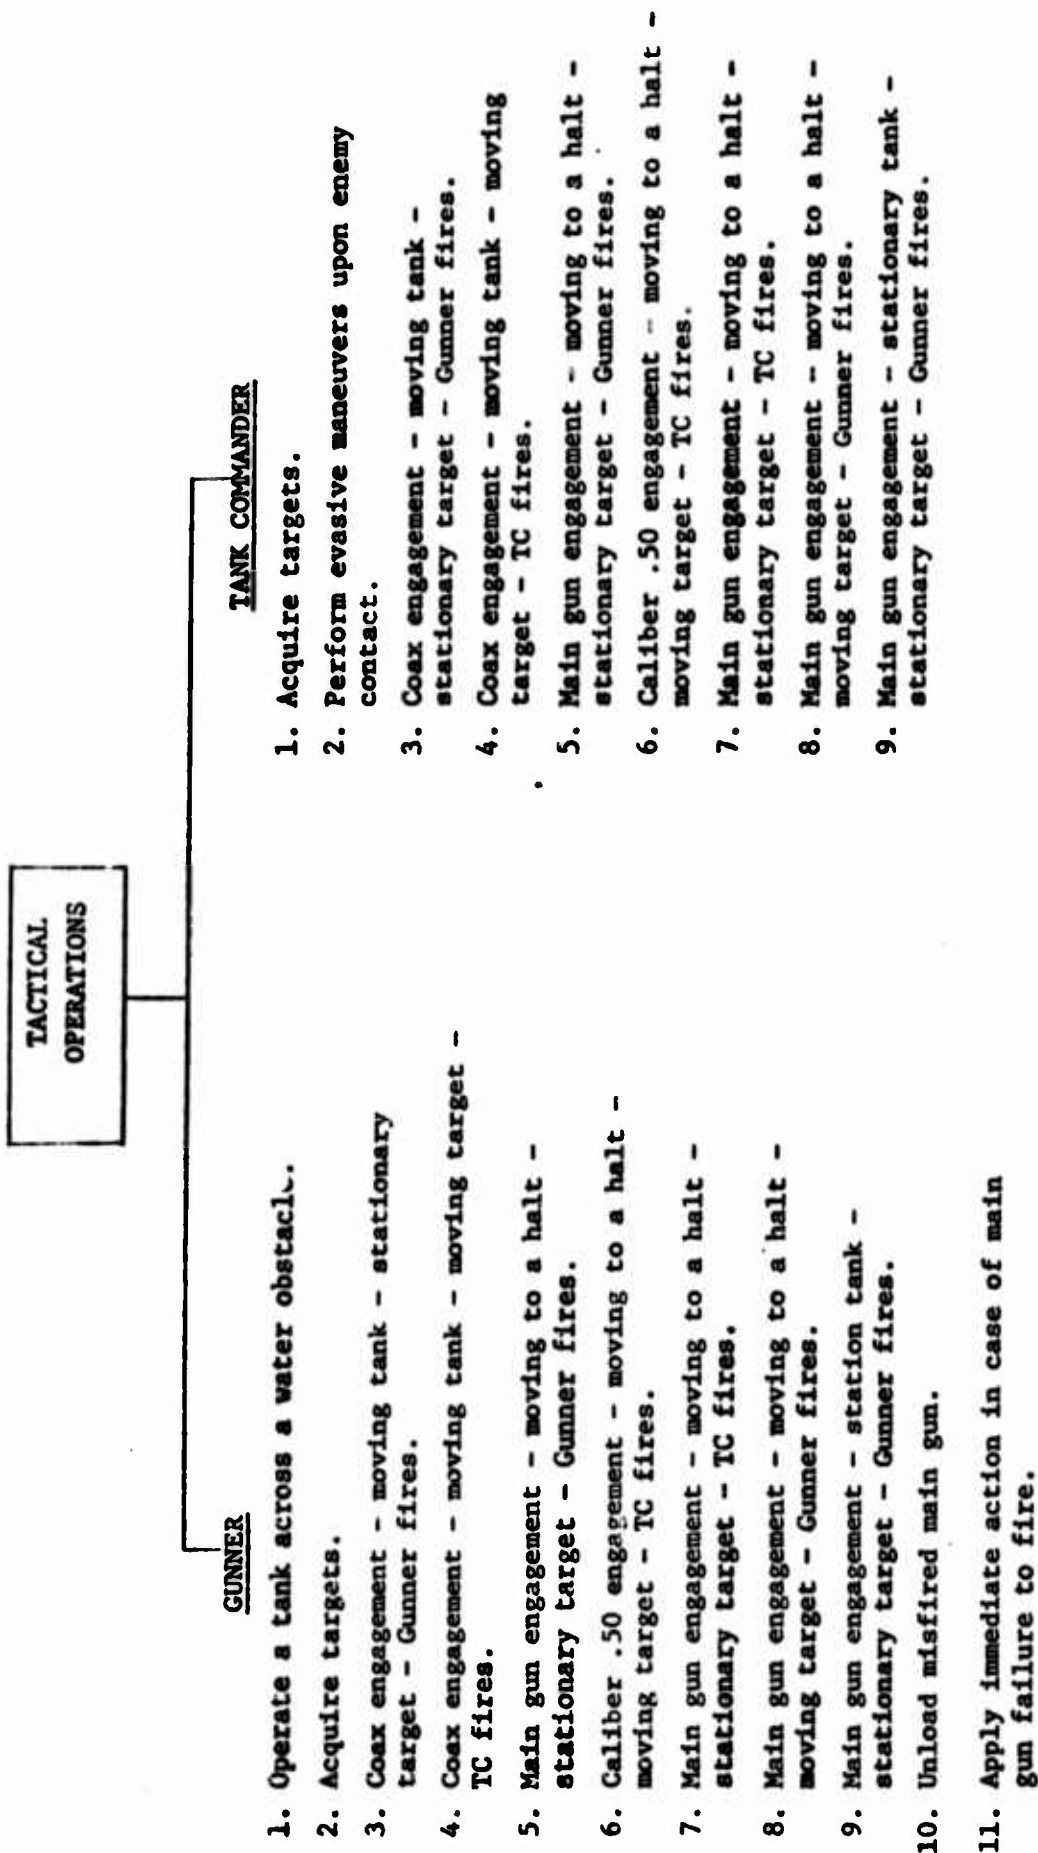 TACTICAL
OPERATIONS
GUNNER
1. Operate a tank across a water obstacle.
2. Acquire targets.
3. Coax engagement - moving tank - stationary
target - Gunner fires.
4. Coax engagement - moving tank - moving target -
TC fires.
5. Main gun engagement - moving to a halt -
stationary target - Gunner fires.
6. Caliber .50 engagement - moving to a halt -
moving target - TC fires.
7. Main gun engagement - moving to a halt -
stationary target - TC fires.
8. Main gun engagement - moving to a halt -
moving target - Gunner fires.
9. Main gun engagement - station tank -
stationary target - Gunner fires.
10. Unload misfired main gun.
11. Apply immediate action in case of main
gun failure to fire.
TANK COMMANDER
1. Acquire targets.
2. Perform evasive maneuvers upon enemy
contact.
3. Coax engagement - moving tank -
stationary target - Gunner fires.
4. Coax engagement - moving tank - moving
target - TC fires.
5. Main gun engagement - moving to a halt -
stationary target - Gunner fires.
6. Caliber .50 engagement - moving to a halt -
moving target - TC fires.
7. Main gun engagement - moving to a halt -
stationary target - TC fires.
8. Main gun engagement - moving to a halt -
moving target - Gunner fires.
9. Main gun engagement - stationary tank -
stationary target - Gunner fires.